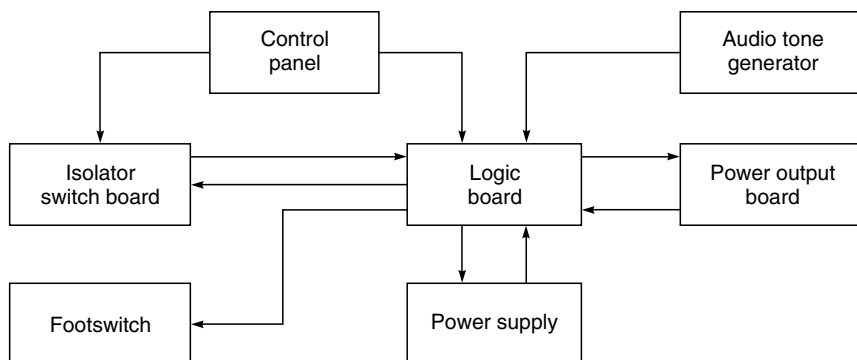 Control
panel
Audio tone
generator
Isolator
switch board
Logic
board
Power output
board
Footswitch
Power supply